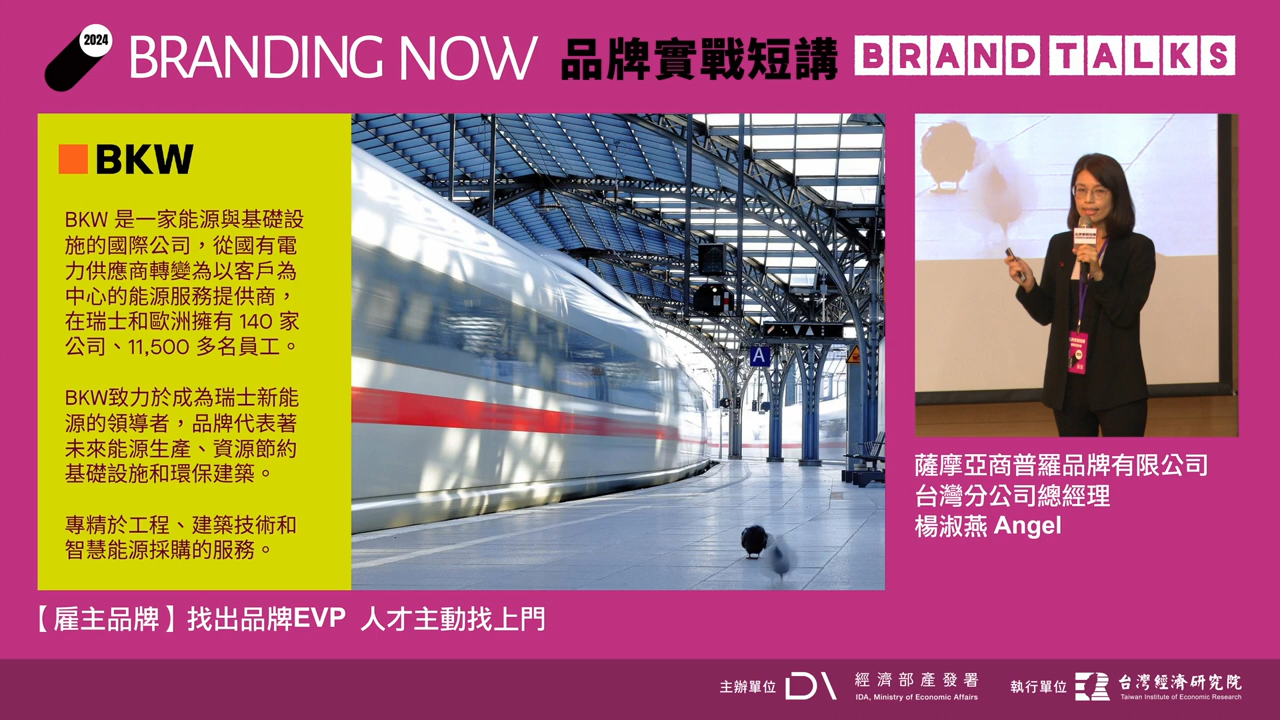 2024
BRANDING NOW 品牌實戰短講 BRAND TALKS
BKW
BKW 是一家能源與基礎設
施的國際公司，從國有電
力供應商轉變為以客戶為
中心的能源服務提供商，
在瑞士和歐洲擁有 140 家
公司、11,500 多名員工。
BKW致力於成為瑞士新能
源的領導者，品牌代表著
未來能源生產、資源節約
基礎設施和環保建築。
專精於工程、建築技術和
智慧能源採購的服務。
A
薩摩亞商普羅品牌有限公司
台灣分公司總經理
楊淑燕 Angel
【雇主品牌】找出品牌EVP 人才主動找上門
主辦單位 經濟部產發署
IDA, Ministry of Economic Affairs
執行單位 台灣經濟研究院
Taiwan Institute of Economic Research